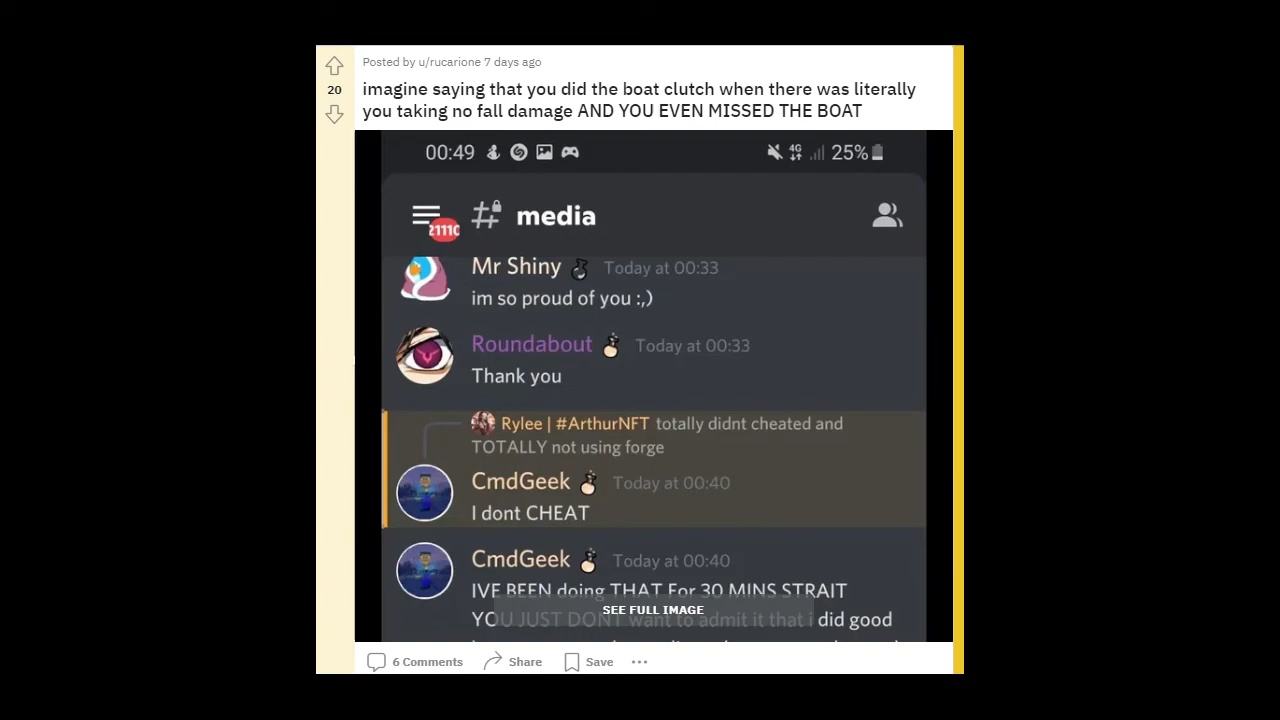 Posted by u/rucarione 7 days ago
20
imagine saying that you did the boat clutch when there was literally
you taking no fall damage AND YOU EVEN MISSED THE BOAT
00:49
4G
25%
21110
# media
Mr Shiny Today at 00:33
im so proud of you :,)
Roundabout Today at 00:33
Thank you
Rylee | #ArthurNFT totally didnt cheated and
TOTALLY not using forge
CmdGeek Today at 00:40
I dont CHEAT
CmdGeek Today at 00:40
IVE BEEN doing THAT For 30 MINS STRAIT
SEE FULL IMAGE
YOU JUST DONT want to admit it that i did good
6 Comments Share Save